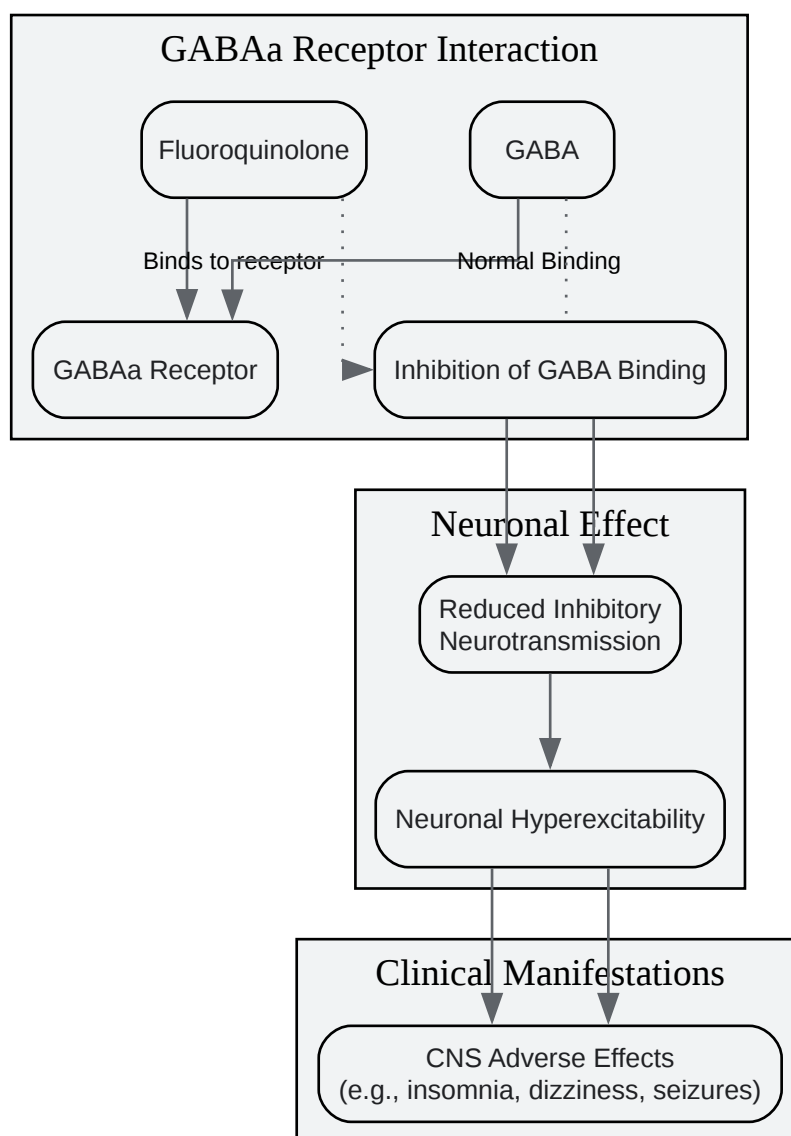 GABAa Receptor Interaction
Fluoroquinolone
GABA
Binds to receptor
Normal Binding
GABAa Receptor
Inhibition of GABA Binding
Neuronal Effect
Reduced Inhibitory
Neurotransmission
Neuronal Hyperexcitability
Clinical Manifestations
CNS Adverse Effects
(e.g., insomnia, dizziness, seizures)